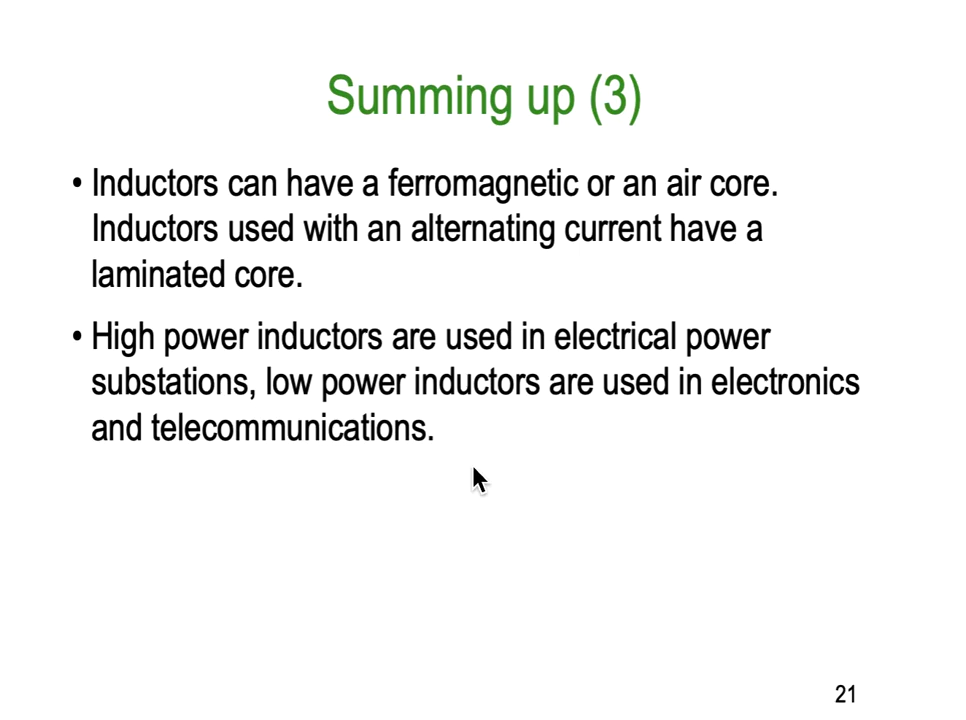 Summing up (3)
• Inductors can have a ferromagnetic or an air core.
Inductors used with an alternating current have a
laminated core.
• High power inductors are used in electrical power
substations, low power inductors are used in electronics
and telecommunications.
21